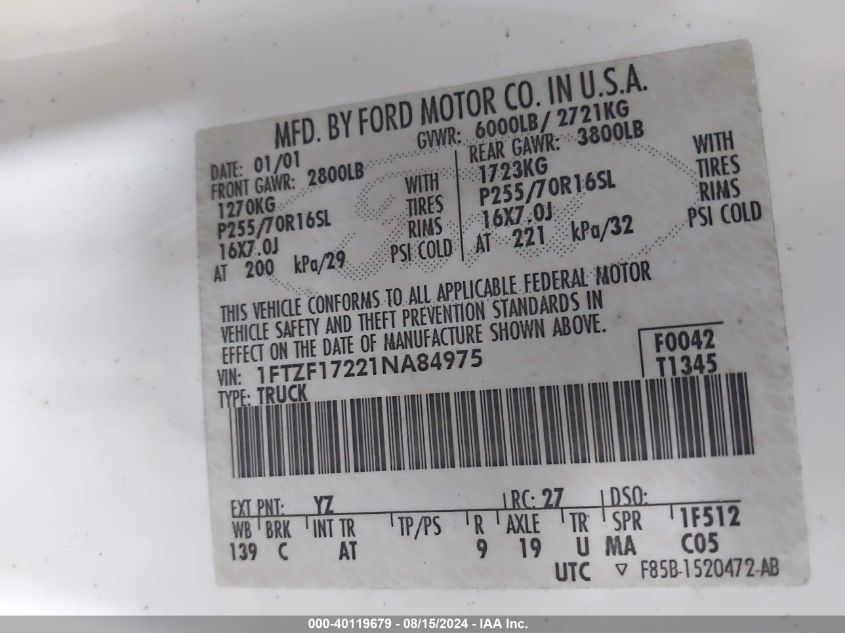 MFD. BY FORD MOTOR CO. IN U.S.A.
DATE: 01/01 GVWR: 6000LB/ 2721KG
FRONT GAWR: 2800LB REAR GAWR: 3800LB
1270KG WITH 1723KG WITH
P255/70R16SL TIRES P255/70R16SL TIRES
16X7.0J RIMS 16X7.0J RIMS
AT 200 kPa/29 PSI COLD AT 221 kPa/32 PSI COLD
THIS VEHICLE CONFORMS TO ALL APPLICABLE FEDERAL MOTOR
VEHICLE SAFETY AND THEFT PREVENTION STANDARDS IN
EFFECT ON THE DATE OF MANUFACTURE SHOWN ABOVE.
VIN: 1FTZF17221NA84975 F0042
TYPE: TRUCK T1345
EXT PNT: YZ RC: 27 DSO:
WB BRK INT TR TP/PS R AXLE TR SPR 1F512
139 C AT 9 19 U MA C05
UTC ▽ F85B-1520472-AB
000-40119679 - 08/15/2024 - IAA Inc.